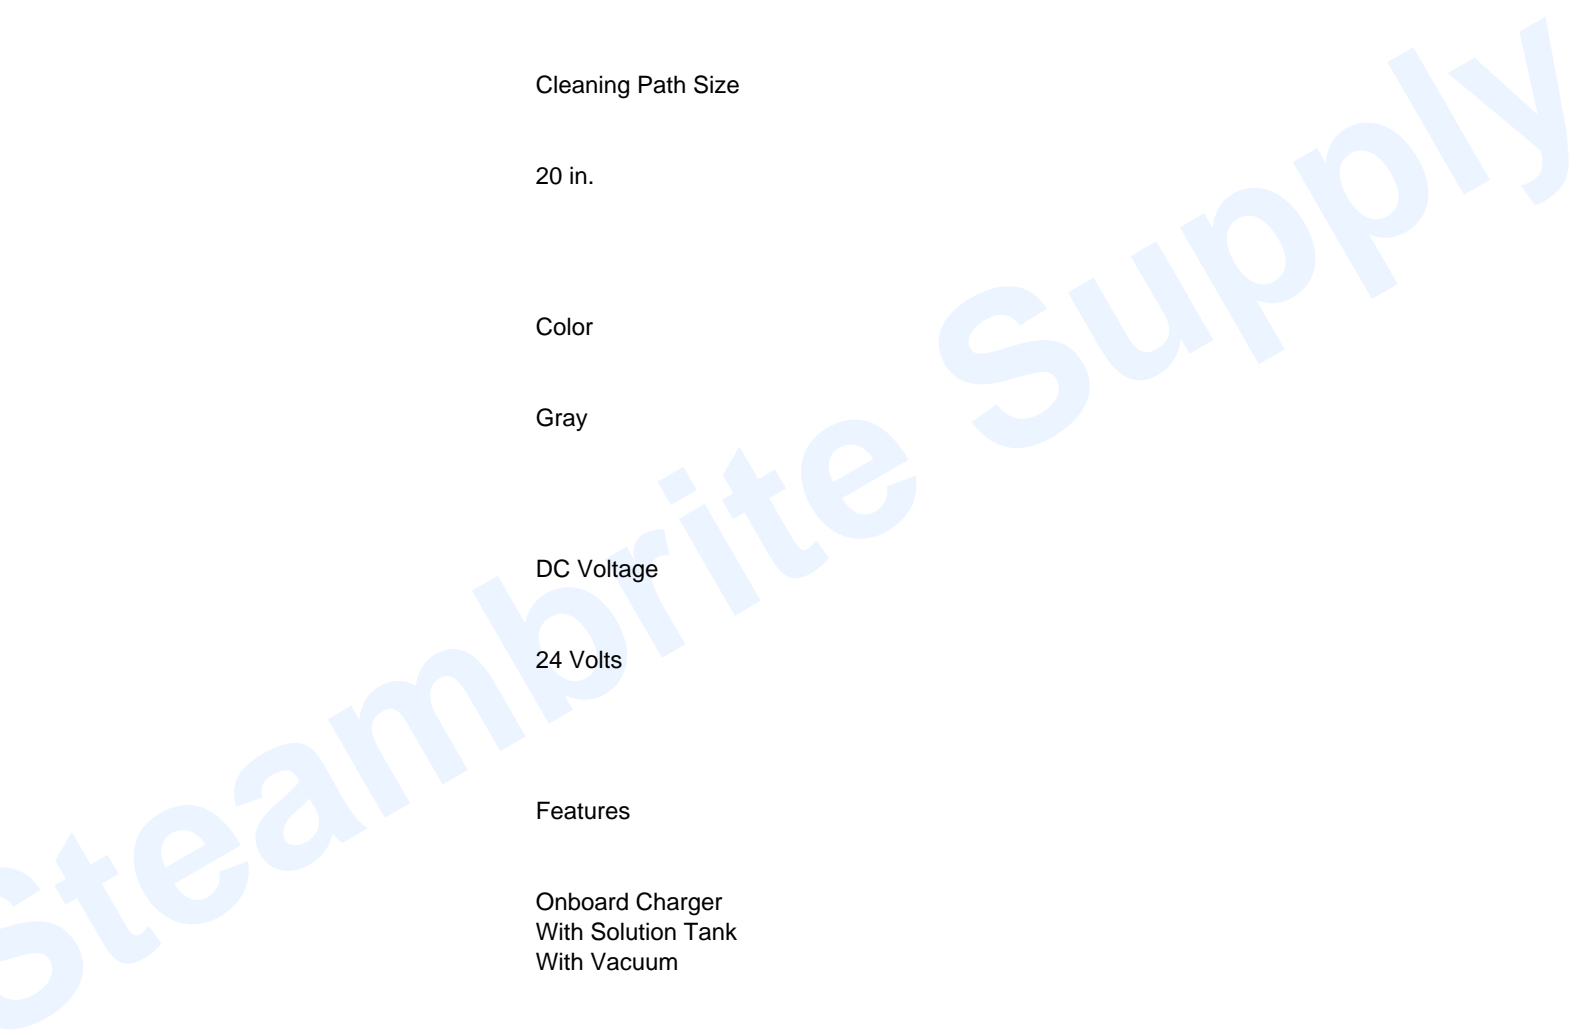 Cleaning Path Size
20 in.
Color
Gray
DC Voltage
24 Volts
Features
Onboard Charger
With Solution Tank
With Vacuum
Steambrite Supply